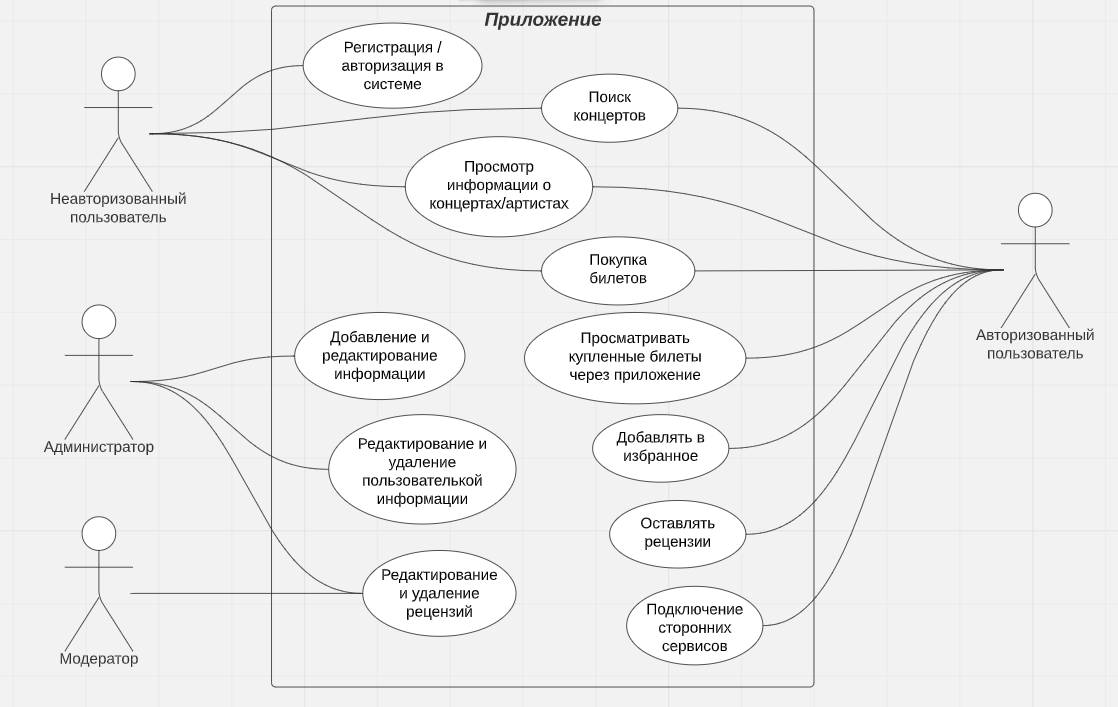 Приложение
Регистрация /
авторизация в
системе
Поиск
концертов
Просмотр
информации о
концертах/артистах
Неавторизованный
пользователь
Покупка
билетов
Авторизованный
пользователь
Добавление и
редактирование
информации
Просматривать
купленные билеты
через приложение
Администратор
Добавлять в
избранное
Редактирование и
удаление
пользователькой
информации
Оставлять
рецензии
Редактирование
и удаление
рецензий
Подключение
сторонних
сервисов
Модератор